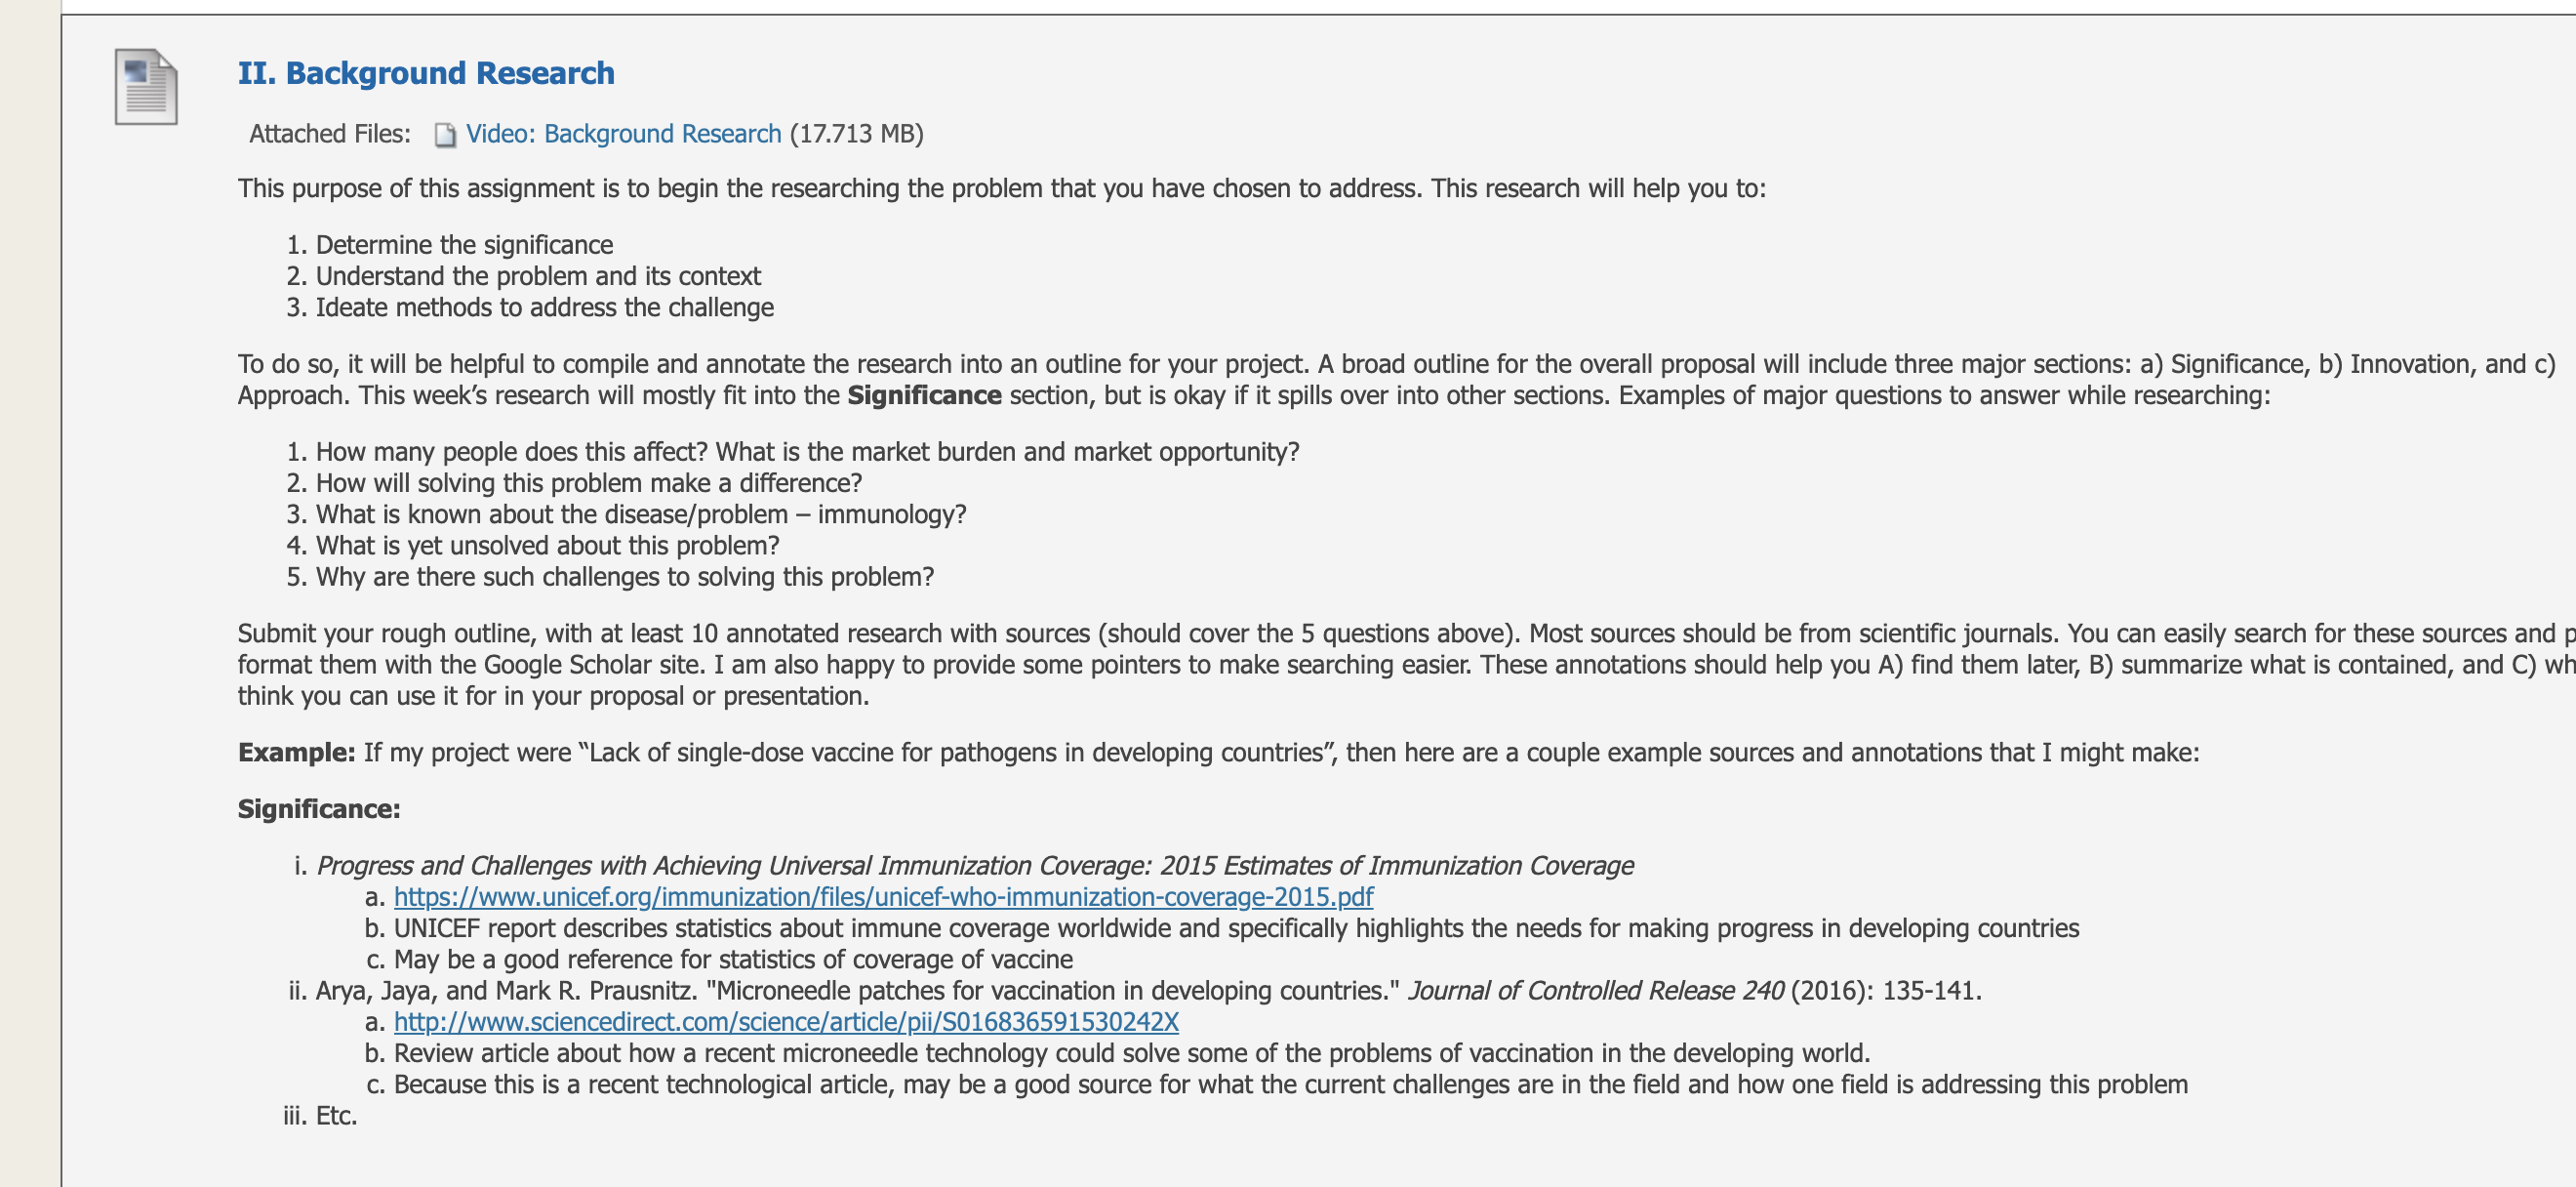 II. Background Research
Attached Files: Video: Background Research (17.713 MB)
This purpose of this assignment is to begin the researching the problem that you have chosen to address. This research will help you to:
1. Determine the significance
2. Understand the problem and its context
3. Ideate methods to address the challenge
To do so, it will be helpful to compile and annotate the research into an outline for your project. A broad outline for the overall proposal will include three major sections: a) Significance, b) Innovation, and c)
Approach. This week’s research will mostly fit into the Significance section, but is okay if it spills over into other sections. Examples of major questions to answer while researching:
1. How many people does this affect? What is the market burden and market opportunity?
2. How will solving this problem make a difference?
3. What is known about the disease/problem – immunology?
4. What is yet unsolved about this problem?
5. Why are there such challenges to solving this problem?
Submit your rough outline, with at least 10 annotated research with sources (should cover the 5 questions above). Most sources should be from scientific journals. You can easily search for these sources and
format them with the Google Scholar site. I am also happy to provide some pointers to make searching easier. These annotations should help you A) find them later, B) summarize what is contained, and C)
think you can use it for in your proposal or presentation.
Example: If my project were “Lack of single-dose vaccine for pathogens in developing countries”, then here are a couple example sources and annotations that I might make:
Significance:
i. Progress and Challenges with Achieving Universal Immunization Coverage: 2015 Estimates of Immunization Coverage
a. https://www.unicef.org/immunization/files/unicef-who-immunization-coverage-2015.pdf
b. UNICEF report describes statistics about immune coverage worldwide and specifically highlights the needs for making progress in developing countries
c. May be a good reference for statistics of coverage of vaccine
ii. Arya, Jaya, and Mark R. Prausnitz. "Microneedle patches for vaccination in developing countries." Journal of Controlled Release 240 (2016): 135-141.
a. http://www.sciencedirect.com/science/article/pii/S016836591530242X
b. Review article about how a recent microneedle technology could solve some of the problems of vaccination in the developing world.
c. Because this is a recent technological article, may be a good source for what the current challenges are in the field and how one field is addressing this problem
iii. Etc.